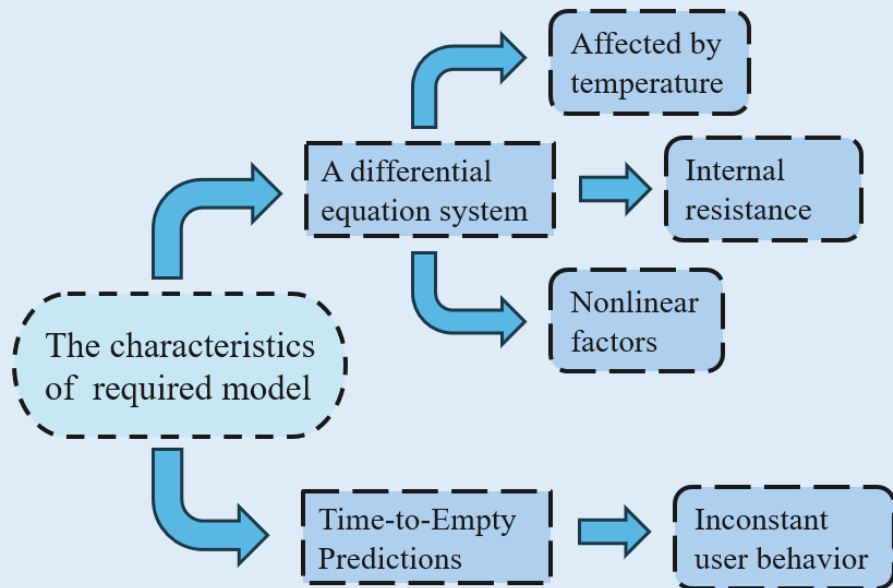 Affected by
temperature
A differential
equation system
Internal
resistance
Nonlinear
factors
The characteristics
of required model
Time-to-Empty
Predictions
Inconstant
user behavior